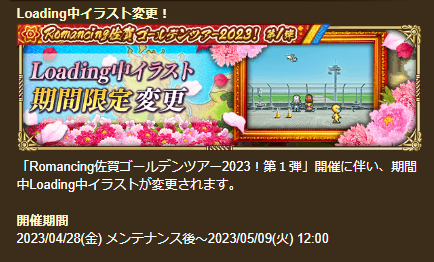 Loading中イラスト変更！
Romancing佐賀ゴールデンツアー2023！第1弾
Loading中イラスト
期間限定変更
「Romancing佐賀ゴールデンツアー2023！第１弾」開催に伴い、期間
中Loading中イラストが変更されます。
開催期間
2023/04/28(金) メンテナンス後～2023/05/09(火) 12:00